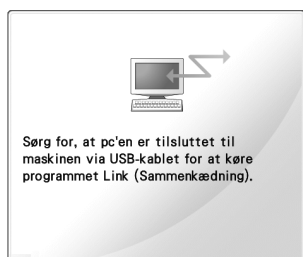 Sørg for, at pc'en er tilsluttet til
maskinen via USB-kablet for at køre
programmet Link (Sammenkædning).